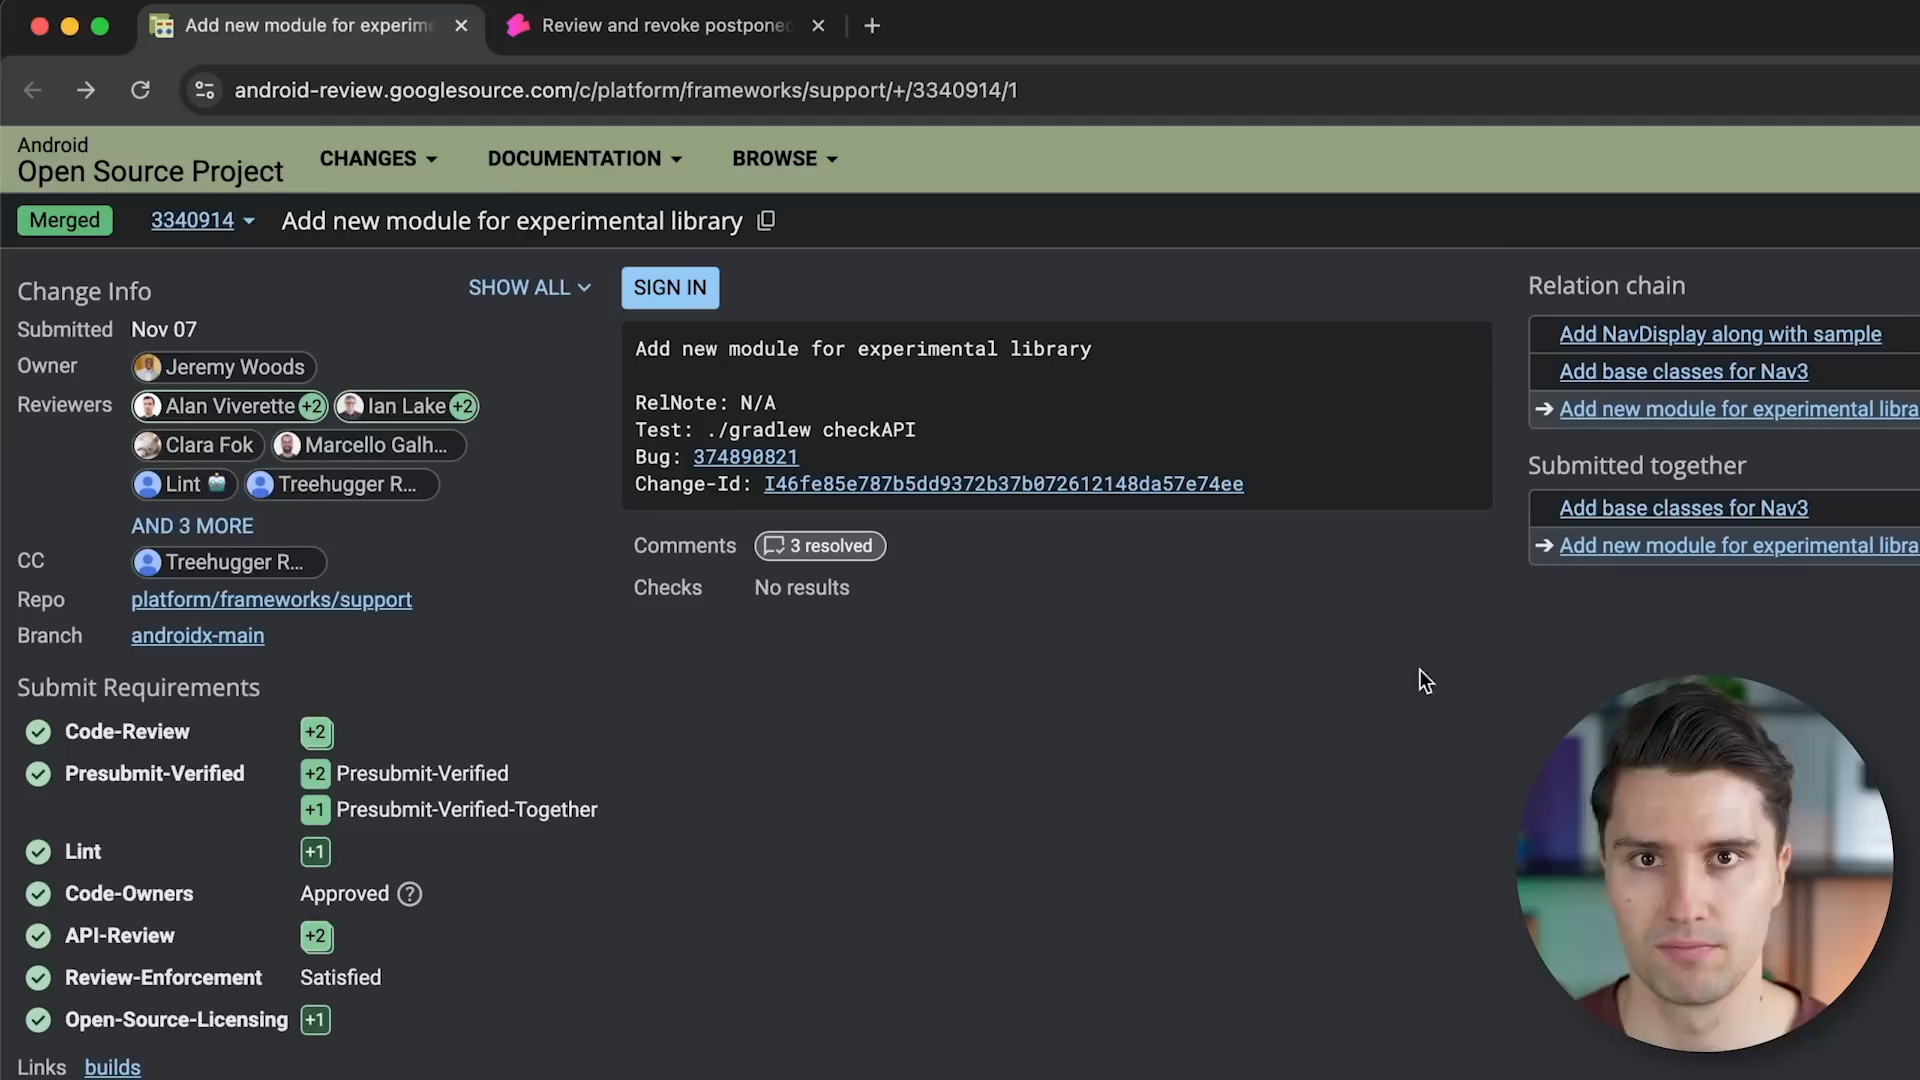 Add new module for experime
Review and revoke postponed
android-review.googlesource.com/c/platform/frameworks/support/+/3340914/1
Android
Open Source Project
CHANGES
DOCUMENTATION
BROWSE
Merged
3340914
Add new module for experimental library
Change Info
SHOW ALL
Submitted Nov 07
Owner Jeremy Woods
Reviewers Alan Viverette +2 Ian Lake +2
Clara Fok Marcello Galh...
Lint Treehugger R...
AND 3 MORE
CC Treehugger R...
Repo platform/frameworks/support
Branch androidx-main
Submit Requirements
Code-Review +2
Presubmit-Verified +2 Presubmit-Verified
+1 Presubmit-Verified-Together
Lint +1
Code-Owners Approved ?
API-Review +2
Review-Enforcement Satisfied
Open-Source-Licensing +1
Links builds
SIGN IN
Add new module for experimental library
RelNote: N/A
Test: ./gradlew checkAPI
Bug: 374890821
Change-Id: I46fe85e787b5dd9372b37b072612148da57e74ee
Comments 3 resolved
Checks No results
Relation chain
Add NavDisplay along with sample
Add base classes for Nav3
→ Add new module for experimental libra
Submitted together
Add base classes for Nav3
→ Add new module for experimental libra